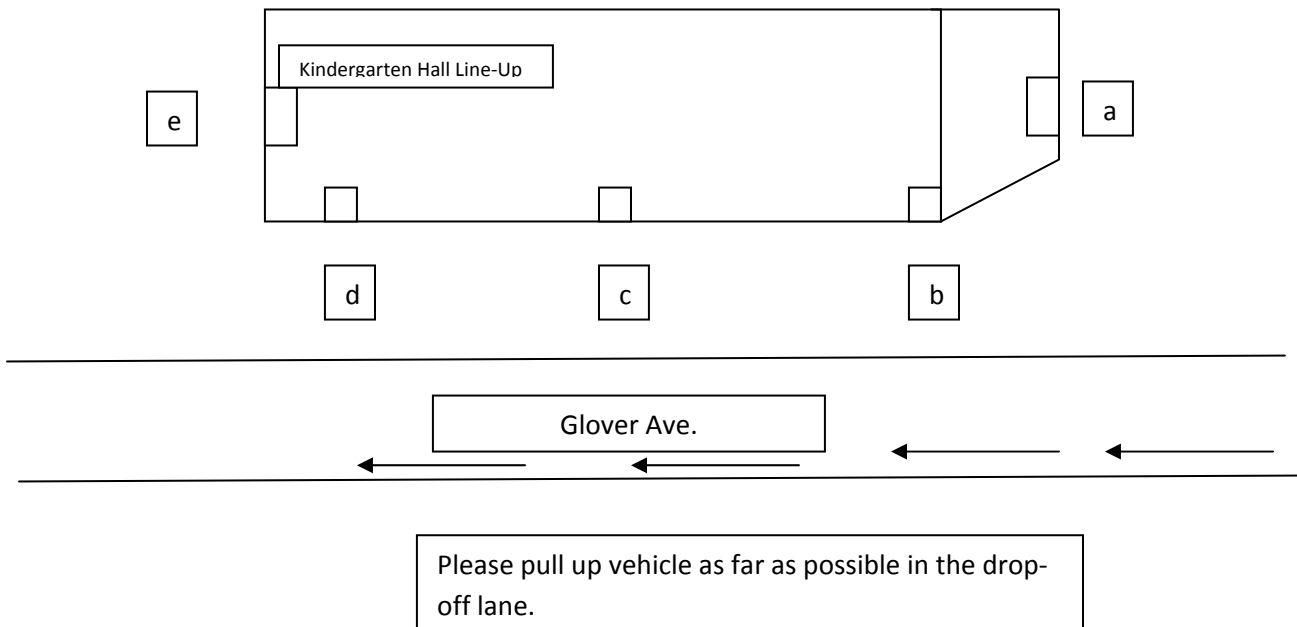 Kindergarten Hall Line-Up
e
a
d
c
b
Glover Ave.
Please pull up vehicle as far as possible in the drop-
off lane.